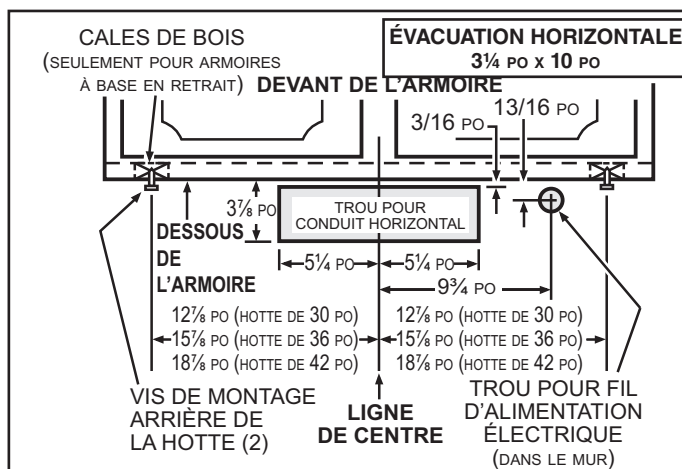 CALES DE BOIS
(SEULEMENT POUR ARMOIRES
À BASE EN RETRAIT)
ÉVACUATION HORIZONTALE
3¼ PO X 10 PO
DEVANT DE L’ARMOIRE
13/16 PO
3/16 PO
3⅞ PO
TROU POUR
CONDUIT HORIZONTAL
DESSOUS
DE
L’ARMOIRE
5¼ PO
5¼ PO
9¾ PO
12⅞ PO (HOTTE DE 30 PO)
15⅞ PO (HOTTE DE 36 PO)
18⅞ PO (HOTTE DE 42 PO)
12⅞ PO (HOTTE DE 30 PO)
15⅞ PO (HOTTE DE 36 PO)
18⅞ PO (HOTTE DE 42 PO)
VIS DE MONTAGE
ARRIÈRE DE
LA HOTTE (2)
LIGNE
DE CENTRE
TROU POUR FIL
D’ALIMENTATION
ÉLECTRIQUE
(DANS LE MUR)